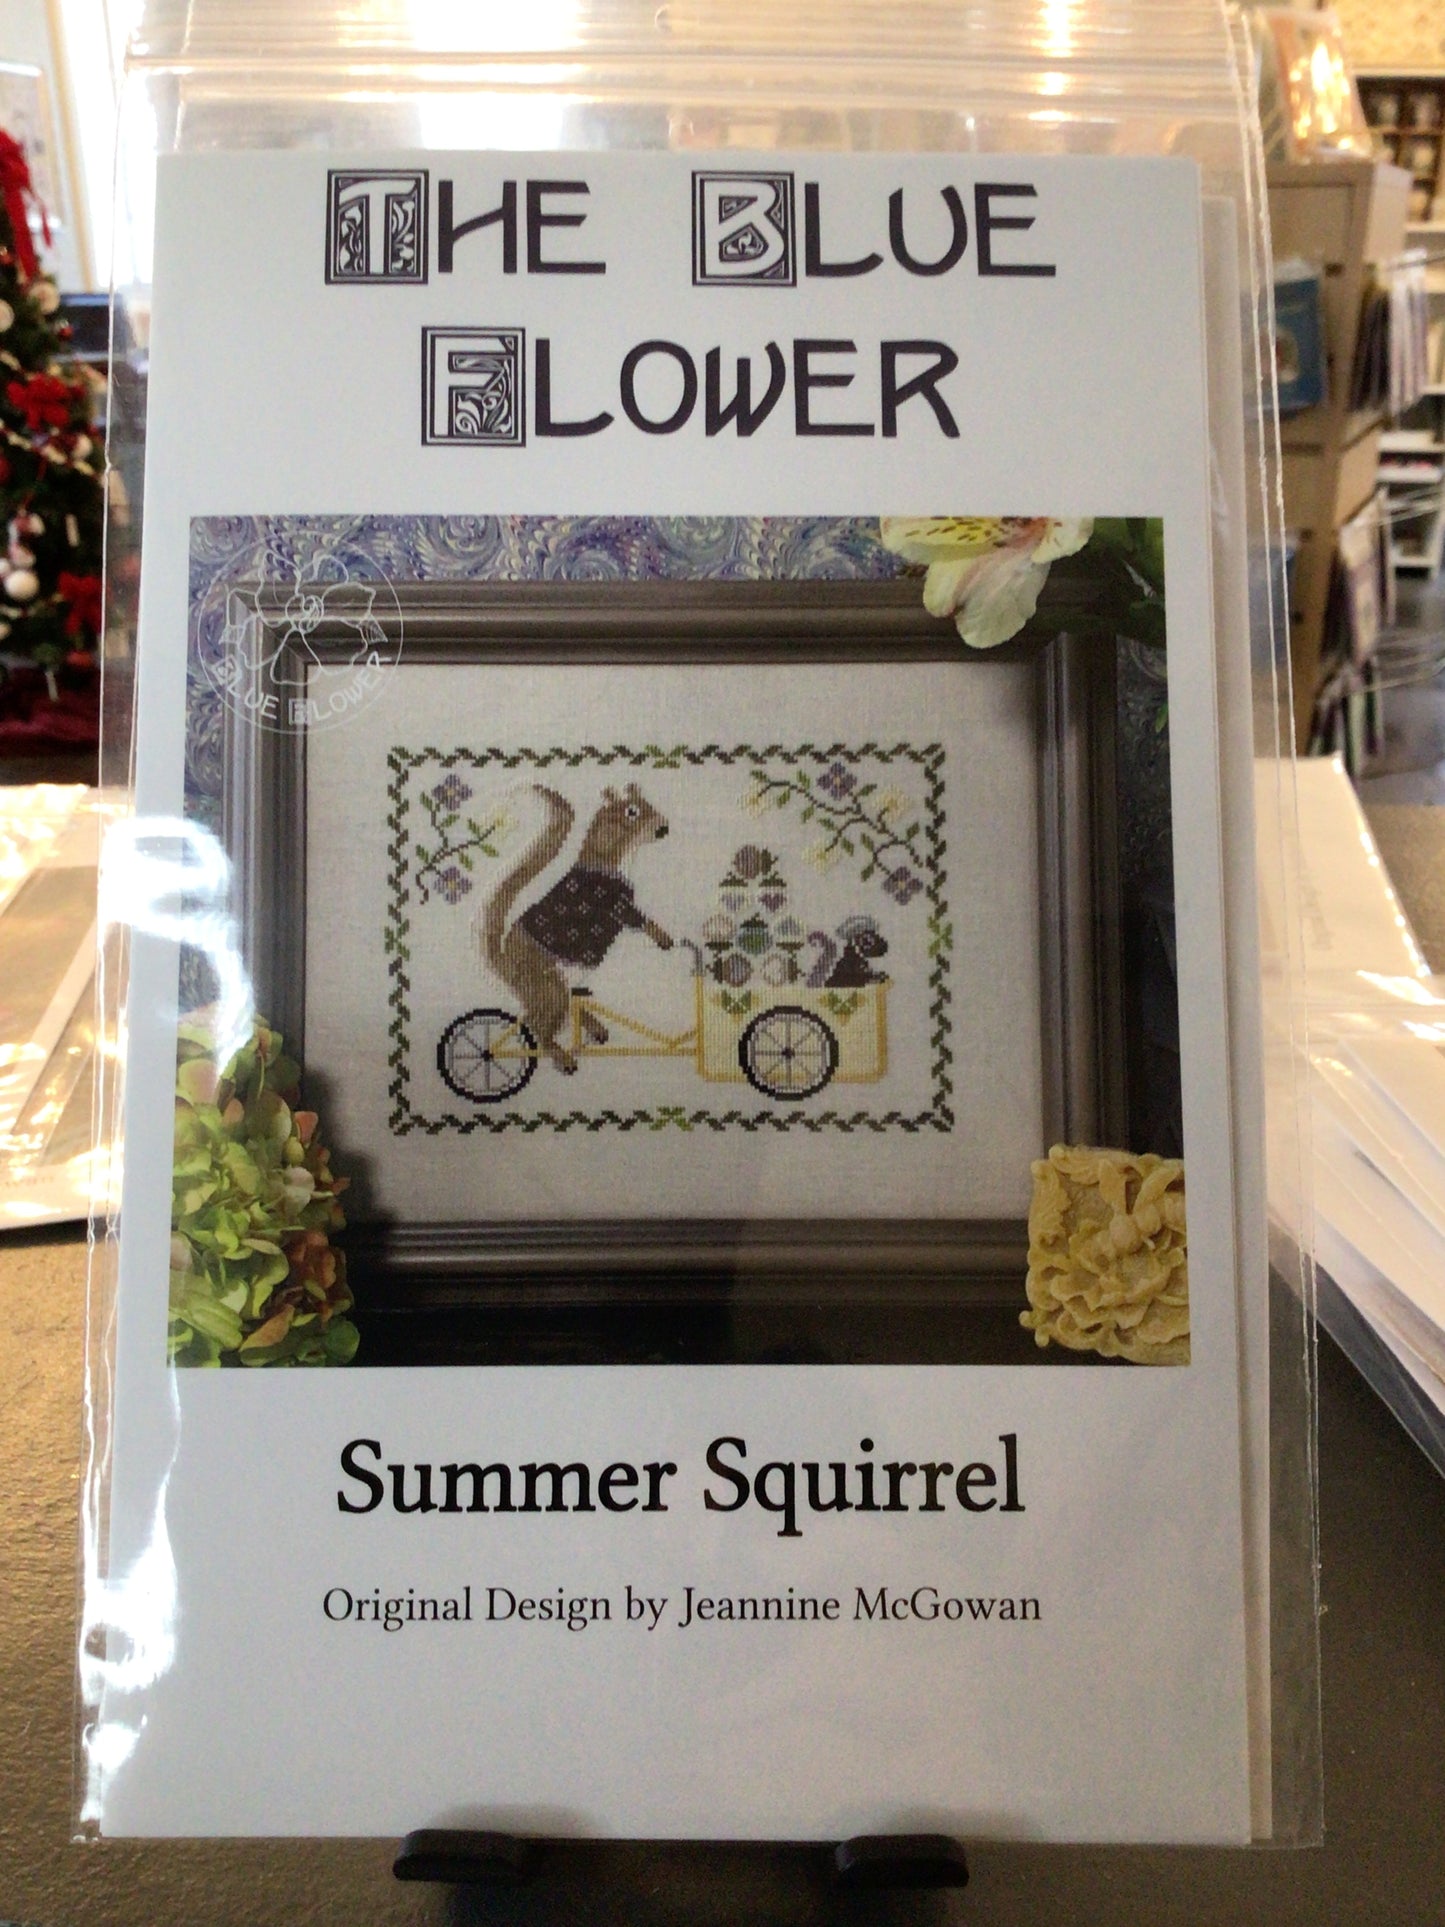 The Blue
Flower
Blue Flower
Summer Squirrel
Original Design by Jeannine McGowan